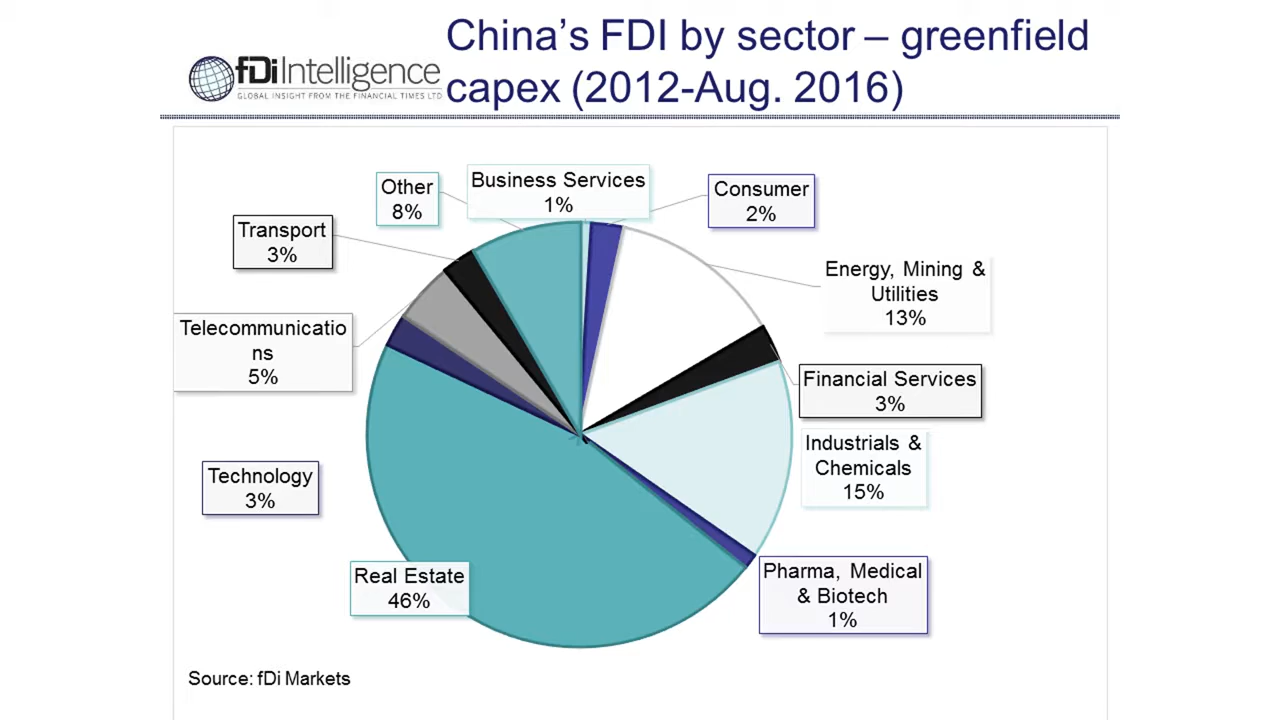 China’s FDI by sector – greenfield
capex (2012-Aug. 2016)
fDi Intelligence
GLOBAL INSIGHT FROM THE FINANCIAL TIMES LTD
Business Services
1%
Consumer
2%
Energy, Mining &
Utilities
13%
Financial Services
3%
Industrials &
Chemicals
15%
Pharma, Medical
& Biotech
1%
Real Estate
46%
Technology
3%
Telecommunicatio
ns
5%
Transport
3%
Other
8%
Source: fDi Markets